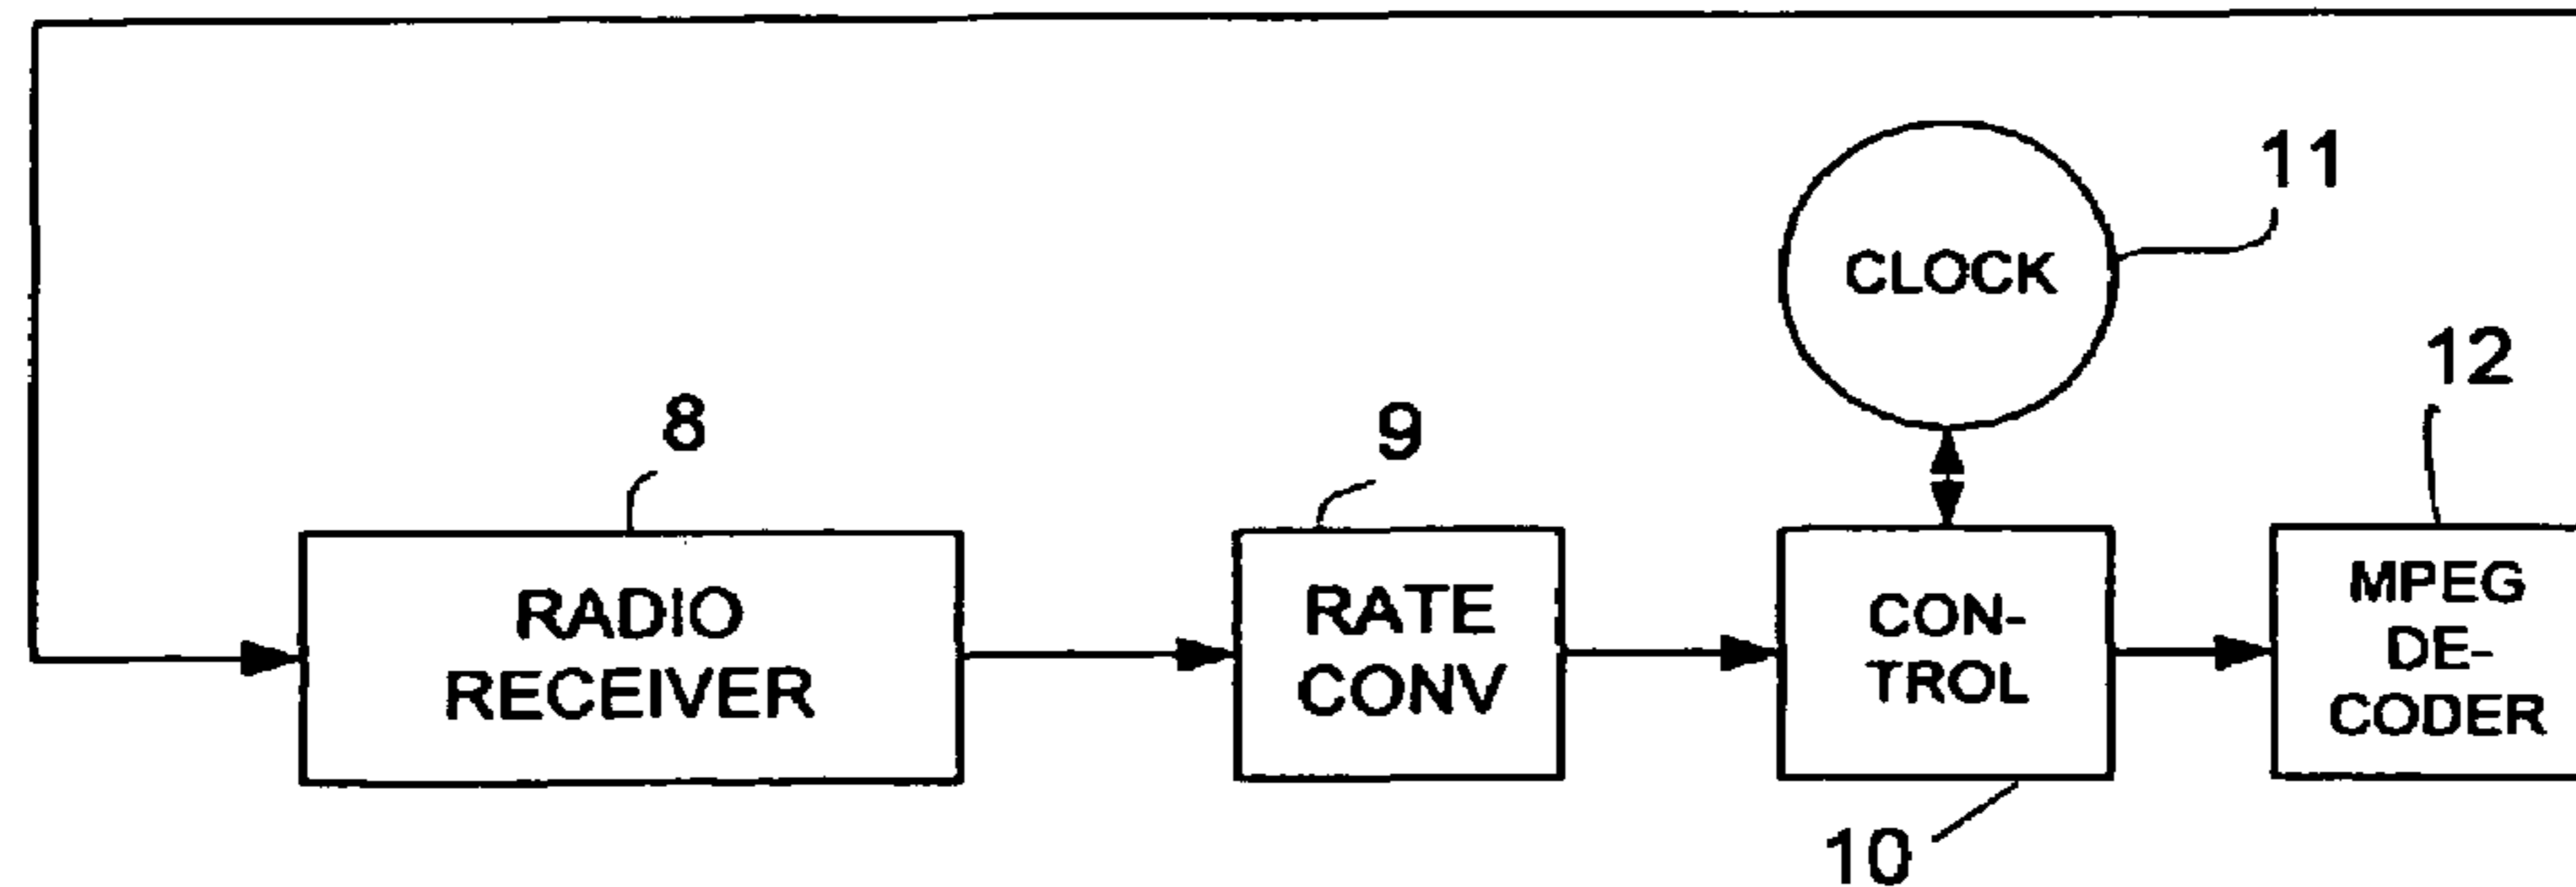 11
CLOCK
12
8
9
RADIO
RECEIVER
RATE
CONV
CON-
TROL
MPEG
DE-
CODER
10